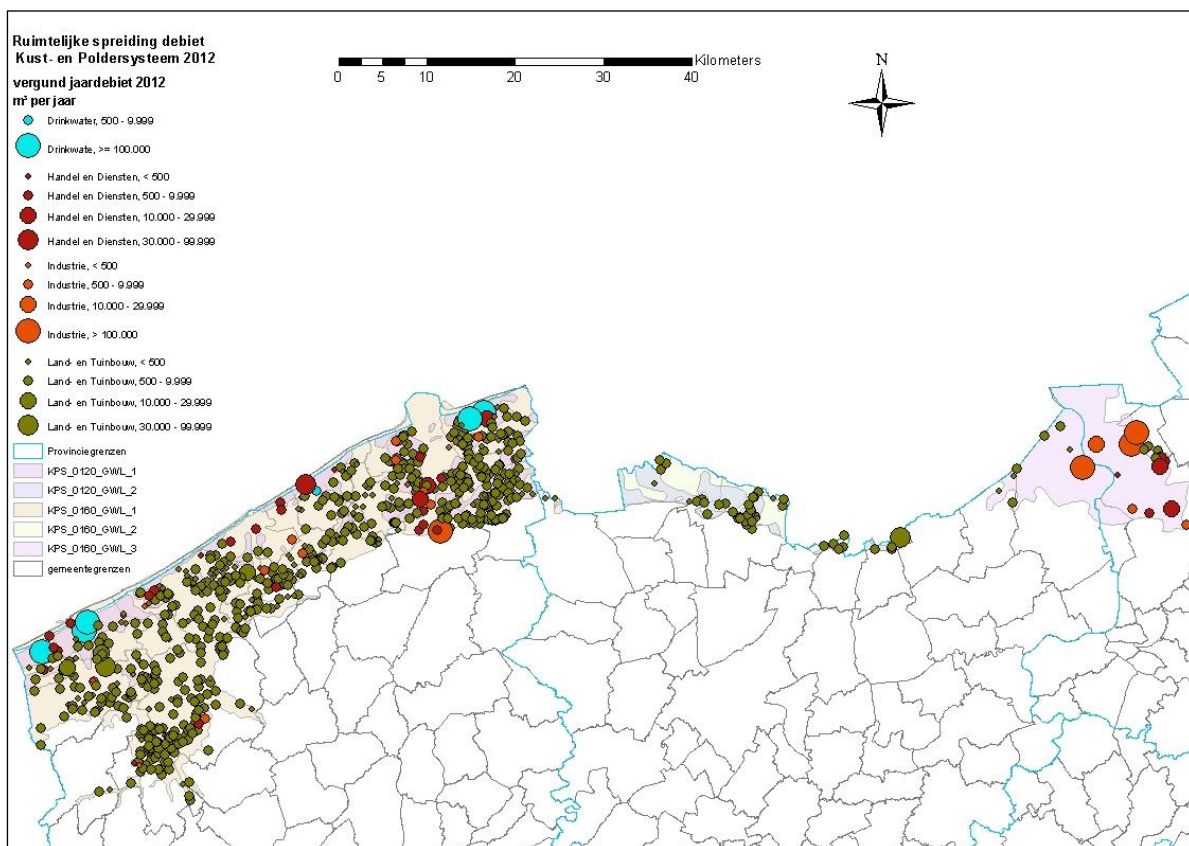 Ruimtelijke spreiding debiet
Kust- en Poldersysteem 2012
vergund jaardebiet 2012
m³ per jaar
Drinkwater, 500 - 9.999
Drinkwate, >= 100.000
Handel en Diensten, < 500
Handel en Diensten, 500 - 9.999
Handel en Diensten, 10.000 - 29.999
Handel en Diensten, 30.000 - 99.999
Industrie, < 500
Industrie, 500 - 9.999
Industrie, 10.000 - 29.999
Industrie, > 100.000
Land- en Tuinbouw, < 500
Land- en Tuinbouw, 500 - 9.999
Land- en Tuinbouw, 10.000 - 29.999
Land- en Tuinbouw, 30.000 - 99.999
Provinciegrenzen
KPS_0120_GWL_1
KPS_0120_GWL_2
KPS_0160_GWL_1
KPS_0160_GWL_2
KPS_0160_GWL_3
gemeentegrenzen
Kilometers
0 5 10 20 30 40
N